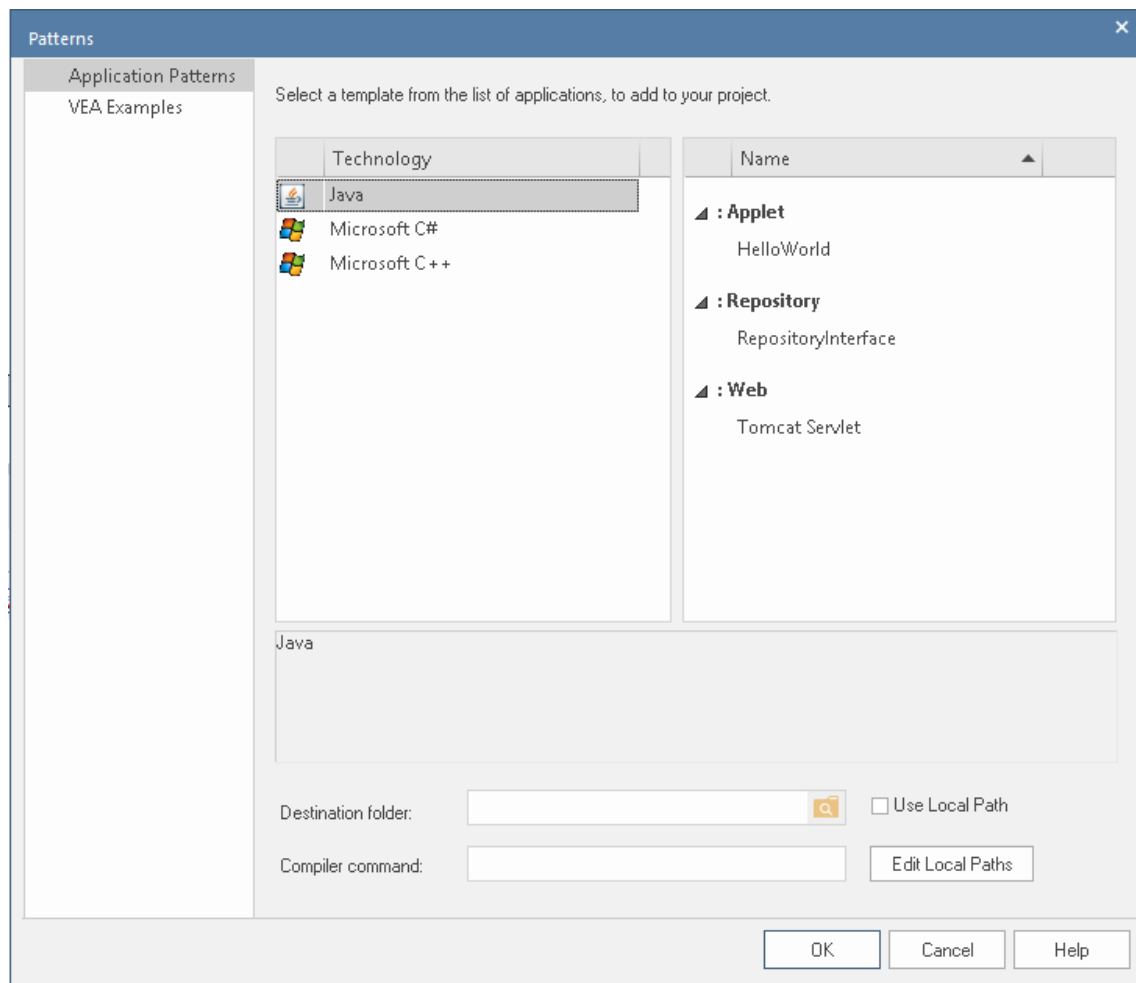 Patterns
Application Patterns
VEA Examples
Select a template from the list of applications, to add to your project.
Technology
Java
Microsoft C#
Microsoft C++
Name
: Applet
HelloWorld
: Repository
RepositoryInterface
: Web
Tomcat Servlet
Java
Destination folder:
Use Local Path
Compiler command:
Edit Local Paths
OK
Cancel
Help